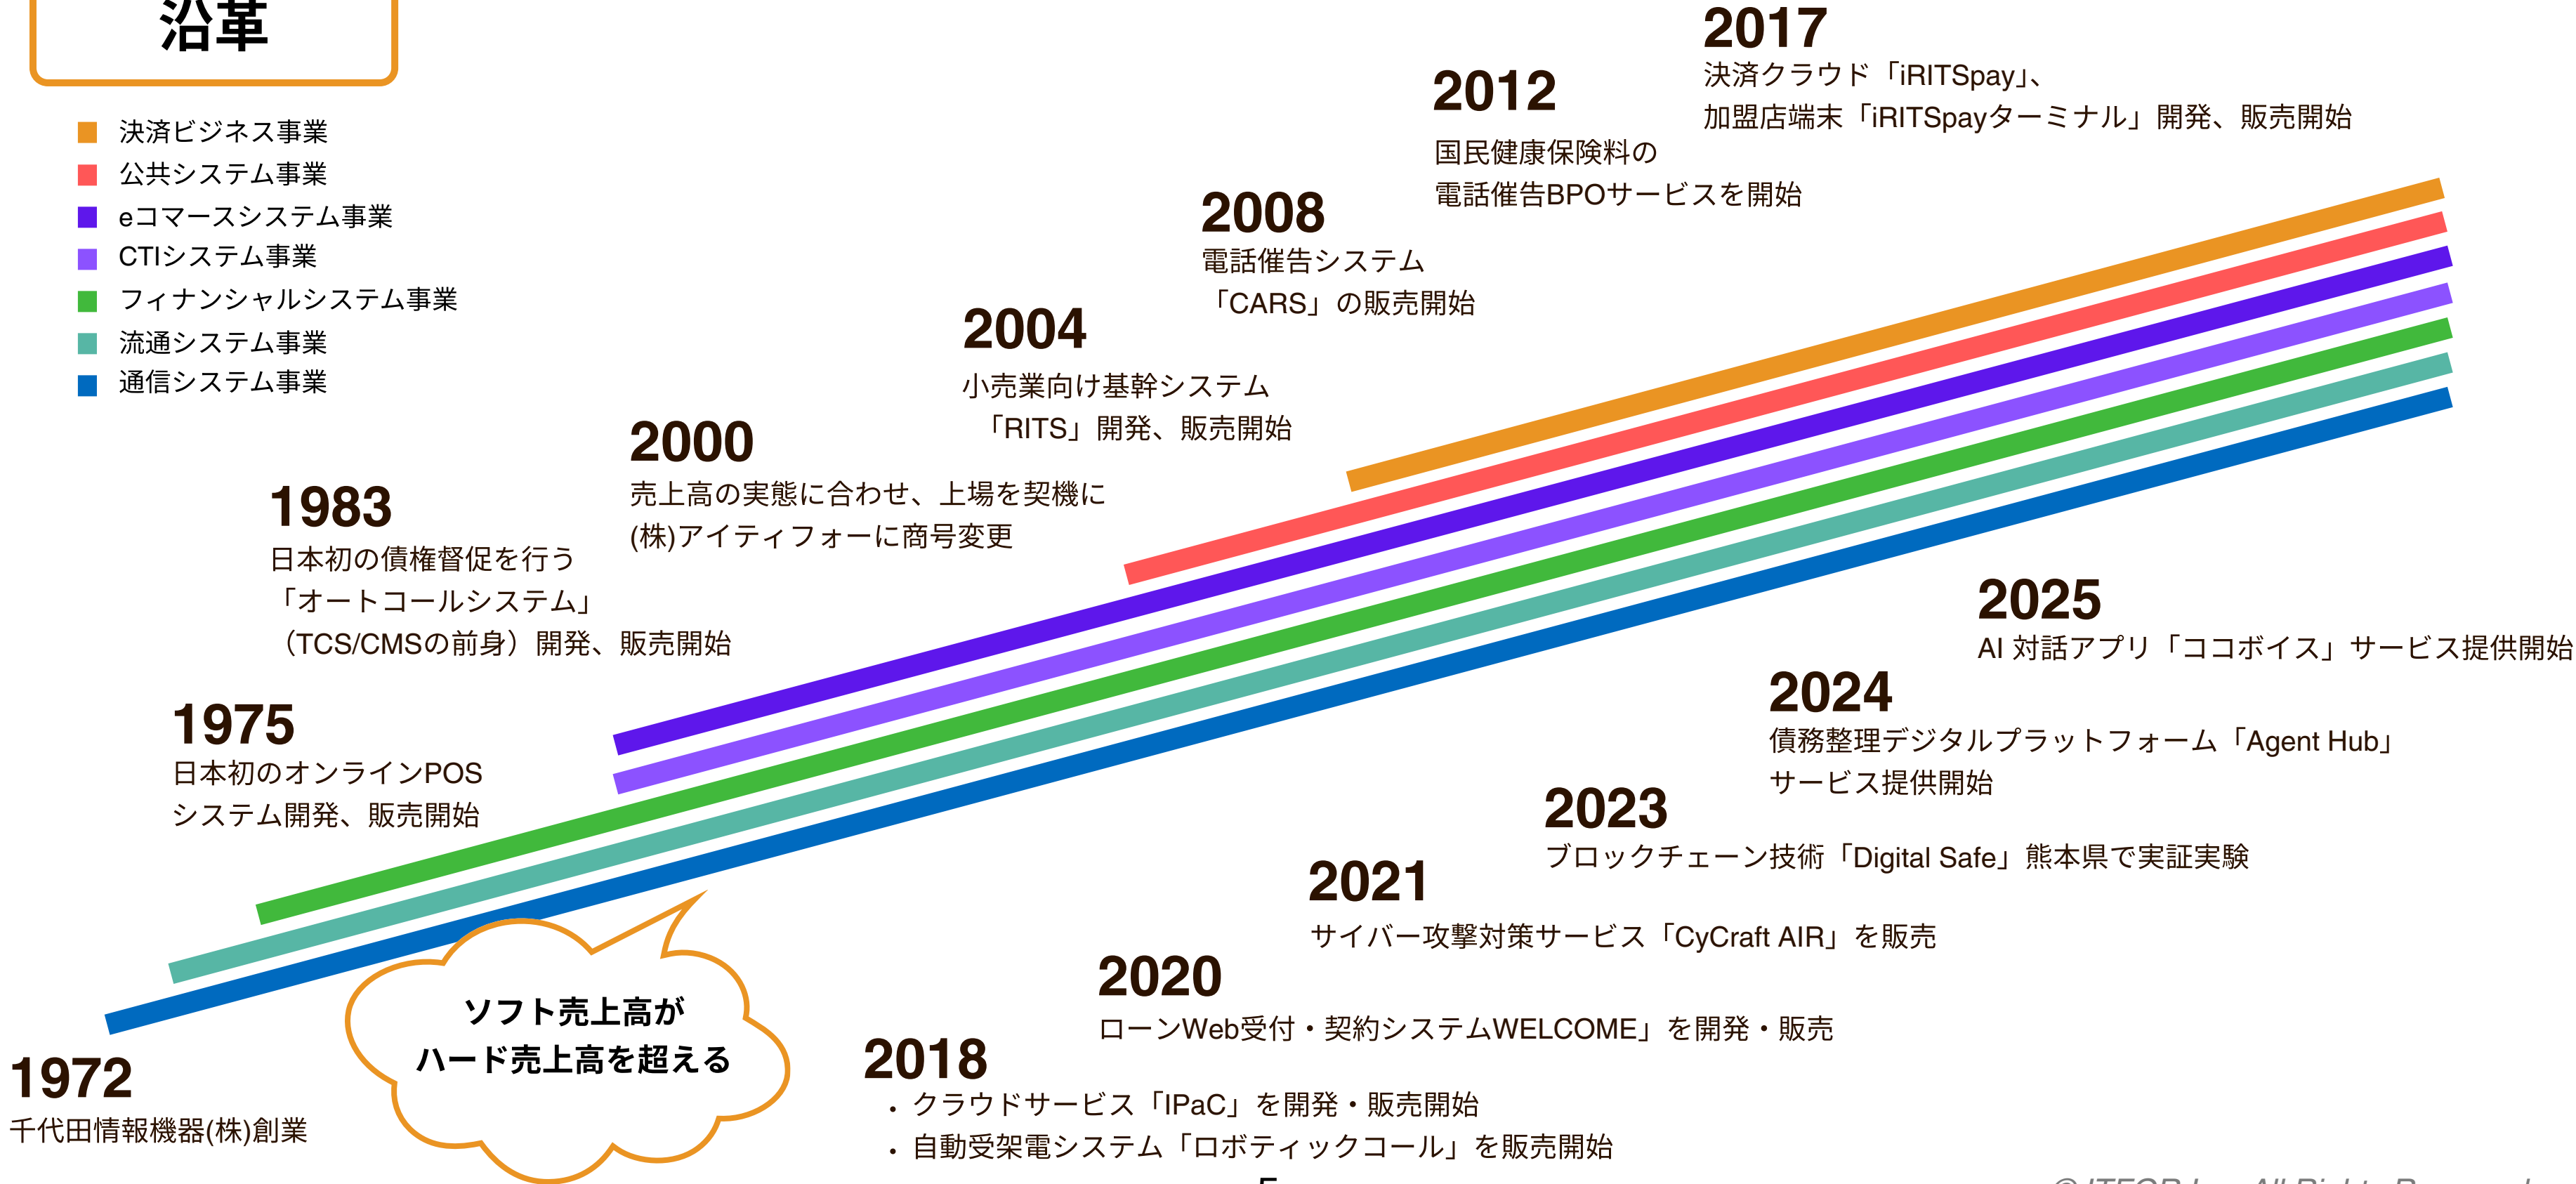 沿革
決済ビジネス事業
公共システム事業
eコマースシステム事業
CTIシステム事業
フィナンシャルシステム事業
流通システム事業
通信システム事業
1972
千代田情報機器(株)創業
1975
日本初のオンラインPOS
システム開発、販売開始
1983
日本初の債権督促を行う
「オートコールシステム」
（TCS/CMSの前身）開発、販売開始
2000
売上高の実態に合わせ、上場を契機に
(株)アイティフォーに商号変更
2004
小売業向け基幹システム
「RITS」開発、販売開始
2008
電話催告システム
「CARS」の販売開始
2012
国民健康保険料の
電話催告BPOサービスを開始
2017
決済クラウド「iRITSpay」、
加盟店端末「iRITSpayターミナル」開発、販売開始
ソフト売上高が
ハード売上高を超える
2018
・クラウドサービス「IPaC」を開発・販売開始
・自動受架電システム「ロボティックコール」を販売開始
2020
ローンWeb受付・契約システムWELCOME」を開発・販売
2021
サイバー攻撃対策サービス「CyCraft AIR」を販売
2023
ブロックチェーン技術「Digital Safe」熊本県で実証実験
2024
債務整理デジタルプラットフォーム「Agent Hub」
サービス提供開始
2025
AI 対話アプリ「ココボイス」サービス提供開始